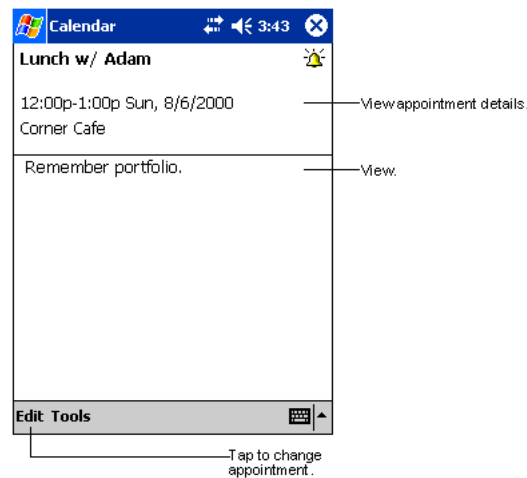 Calendar 3:43
Lunch w/ Adam
12:00p-1:00p Sun, 8/6/2000
View appointment details.
Corner Cafe
Remember portfolio.
View.
Edit Tools
Tap to change
appointment.